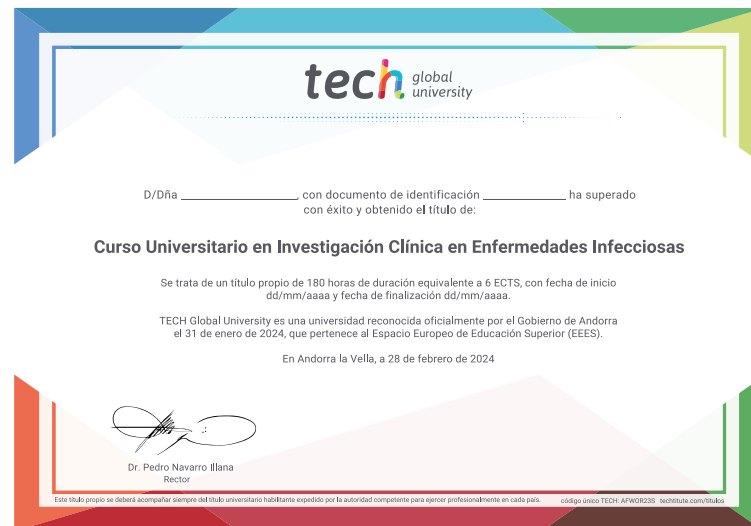 tech global university
D/Dña ____________, con documento de identificación ____________ ha superado
con éxito y obtenido el título de:
Curso Universitario en Investigación Clínica en Enfermedades Infecciosas
Se trata de un título propio de 180 horas de duración equivalente a 6 ECTS, con fecha de inicio
dd/mm/aaaa y fecha de finalización dd/mm/aaaa.
TECH Global University es una universidad reconocida oficialmente por el Gobierno de Andorra
el 31 de enero de 2024, que pertenece al Espacio Europeo de Educación Superior (EEES).
En Andorra la Vella, a 28 de febrero de 2024
Dr. Pedro Navarro Illana
Rector
Este título propio se deberá acompañar siempre del título universitario habilitante expedido por la autoridad competente para ejercer profesionalmente en cada país. código único TECH: AFWOR23S techtitute.com/titulos